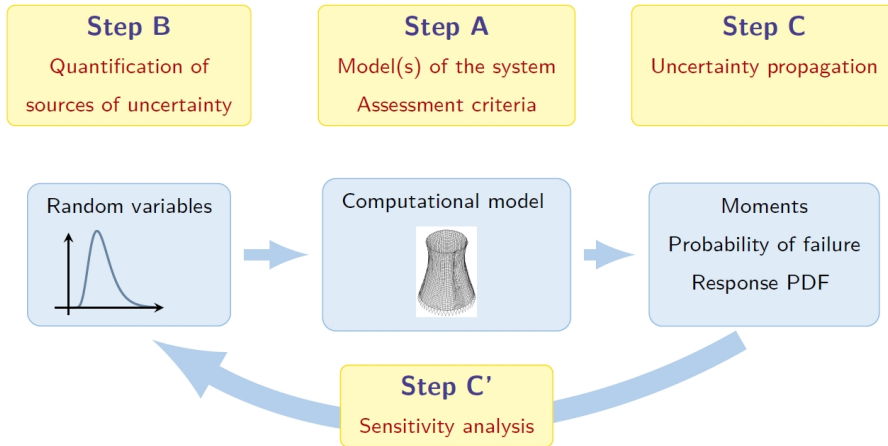 Step B
Quantification of
sources of uncertainty
Step A
Model(s) of the system
Assessment criteria
Step C
Uncertainty propagation
Random variables
Computational model
Moments
Probability of failure
Response PDF
Step C'
Sensitivity analysis